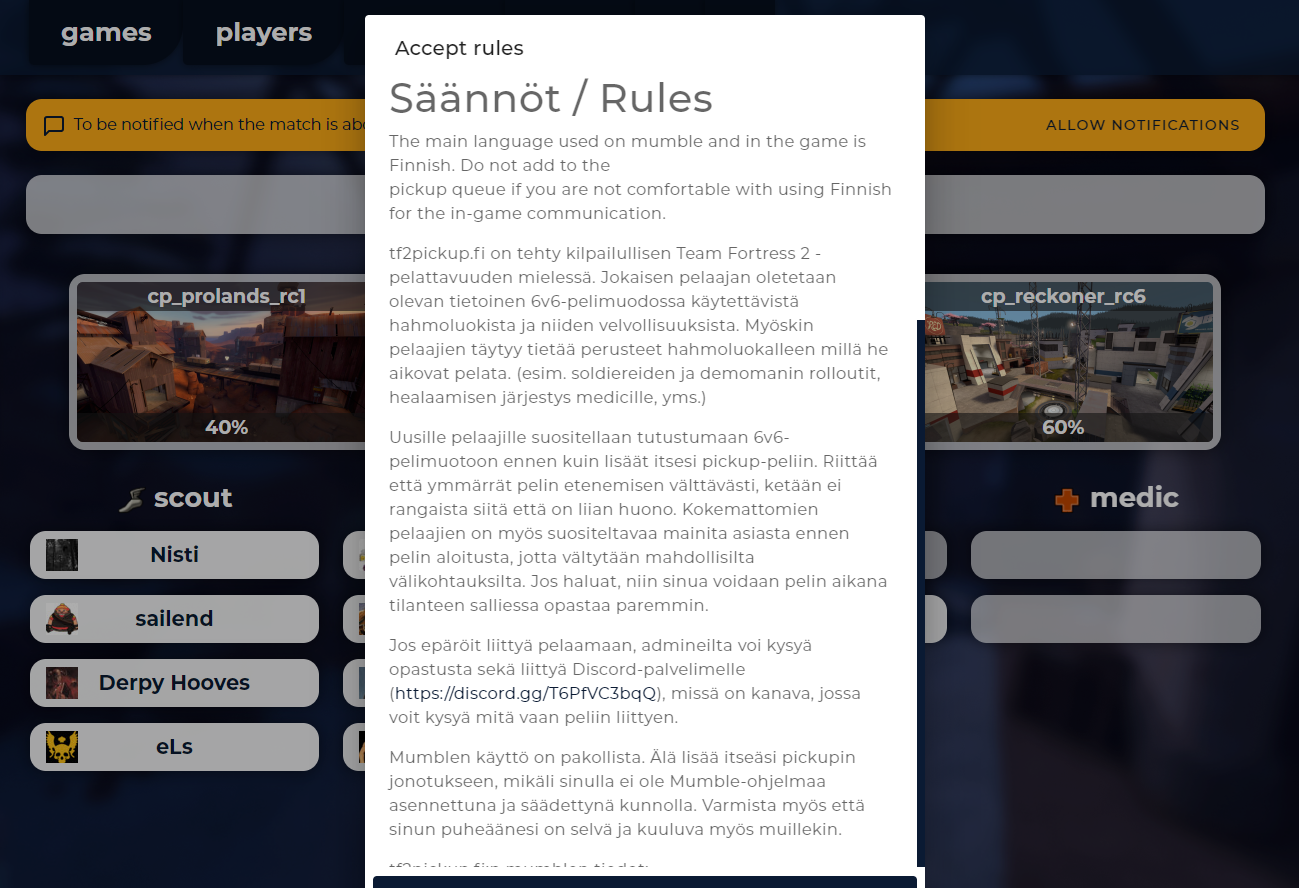 games
players
Accept rules
Säännöt / Rules
To be notified when the match is abo
ALLOW NOTIFICATIONS
The main language used on mumble and in the game is
Finnish. Do not add to the
pickup queue if you are not comfortable with using Finnish
for the in-game communication.
tf2pickup.fi on tehty kilpailullisen Team Fortress 2 -
pelattavuuden mielessä. Jokaisen pelaajan oletetaan
olevan tietoinen 6v6-pelimuodossa käytettävistä
hahmoluokista ja niiden velvollisuuksista. Myöskin
pelaajien täytyy tietää perusteet hahmoluokalleen millä he
aikovat pelata. (esim. soldiereiden ja demomanin rolloutit,
healaamisen järjestys medicille, yms.)
Uusille pelaajille suositellaan tutustumaan 6v6-
pelimuotoon ennen kuin lisäät itsesi pickup-peliin. Riittää
että ymmärrät pelin etenemisen välttävästi, ketään ei
rangaista siitä että on liian huono. Kokemattomien
pelaajien on myös suositeltavaa mainita asiasta ennen
pelin aloitusta, jotta vältytään mahdollisilta
välikohtauksilta. Jos haluat, niin sinua voidaan pelin aikana
tilanteen salliessa opastaa paremmin.
Jos epäröit liittyä pelaamaan, admineilta voi kysyä
opastusta sekä liittyä Discord-palvelimelle
(https://discord.gg/T6PfVC3bqQ), missä on kanava, jossa
voit kysyä mitä vaan peliin liittyen.
Mumblen käyttö on pakollista. Älä lisää itseäsi pickupin
jonotukseen, mikäli sinulla ei ole Mumble-ohjelmaa
asennettuna ja säädettynä kunnolla. Varmista myös että
sinun puheäänesi on selvä ja kuuluva myös muillekin.
tf2pickup.fi:n mumblen tiedot:
cp_prolands_rc1
40%
cp_reckoner_rc6
60%
scout
Nisti
sailend
Derpy Hooves
eLs
medic